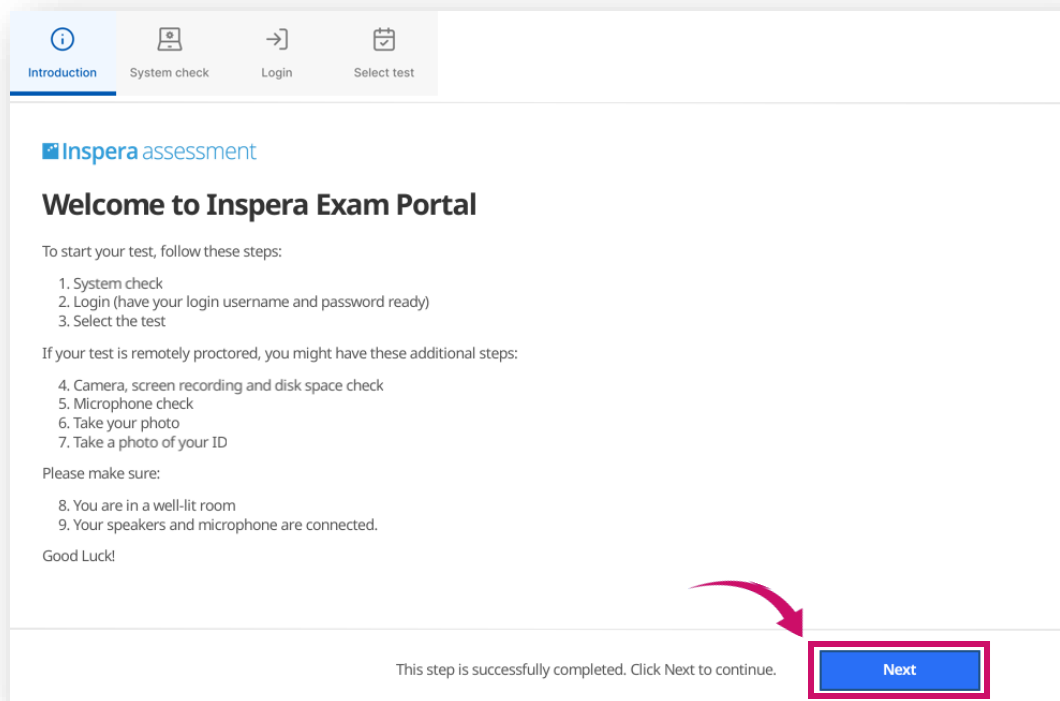 Introduction
System check
Login
Select test
Inspera assessment
Welcome to Inspera Exam Portal
To start your test, follow these steps:
1. System check
2. Login (have your login username and password ready)
3. Select the test
If your test is remotely proctored, you might have these additional steps:
4. Camera, screen recording and disk space check
5. Microphone check
6. Take your photo
7. Take a photo of your ID
Please make sure:
8. You are in a well-lit room
9. Your speakers and microphone are connected.
Good Luck!
This step is successfully completed. Click Next to continue.
Next